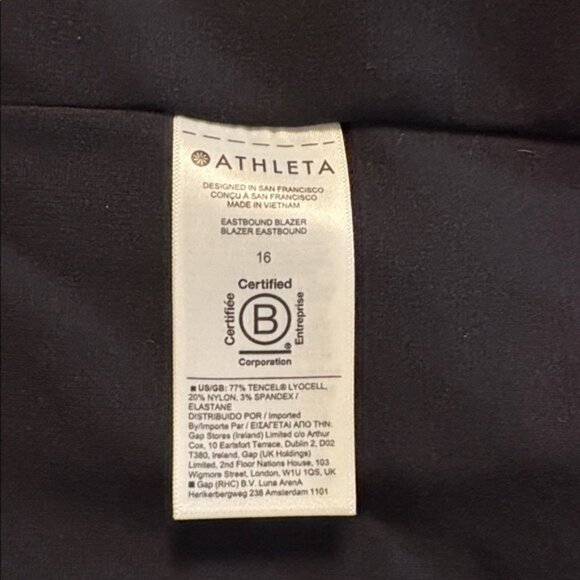 ATHLETA
DESIGNED IN SAN FRANCISCO
CONÇU À SAN FRANCISCO
MADE IN VIETNAM
EASTBOUND BLAZER
BLAZER EASTBOUND
16
Certified
Certifiée
B
Entreprise
®
Corporation
■ US/GB: 77% TENCEL® LYOCELL,
20% NYLON, 3% SPANDEX /
ELASTANE
DISTRIBUIDO POR / Imported
By/Importe Par / ΕΙΣΑΓΕΤΑΙ ΑΠΟ ΤΗΝ:
Gap Stores (Ireland) Limited c/o Arthur
Cox, 10 Earlsfort Terrace, Dublin 2, D02
T380, Ireland, Gap (UK Holdings)
Limited, 2nd Floor Nations House, 103
Wigmore Street, London, W1U 1QS, UK
■ Gap (RHC) B.V. Luna ArenA
Herikerbergweg 238 Amsterdam 1101